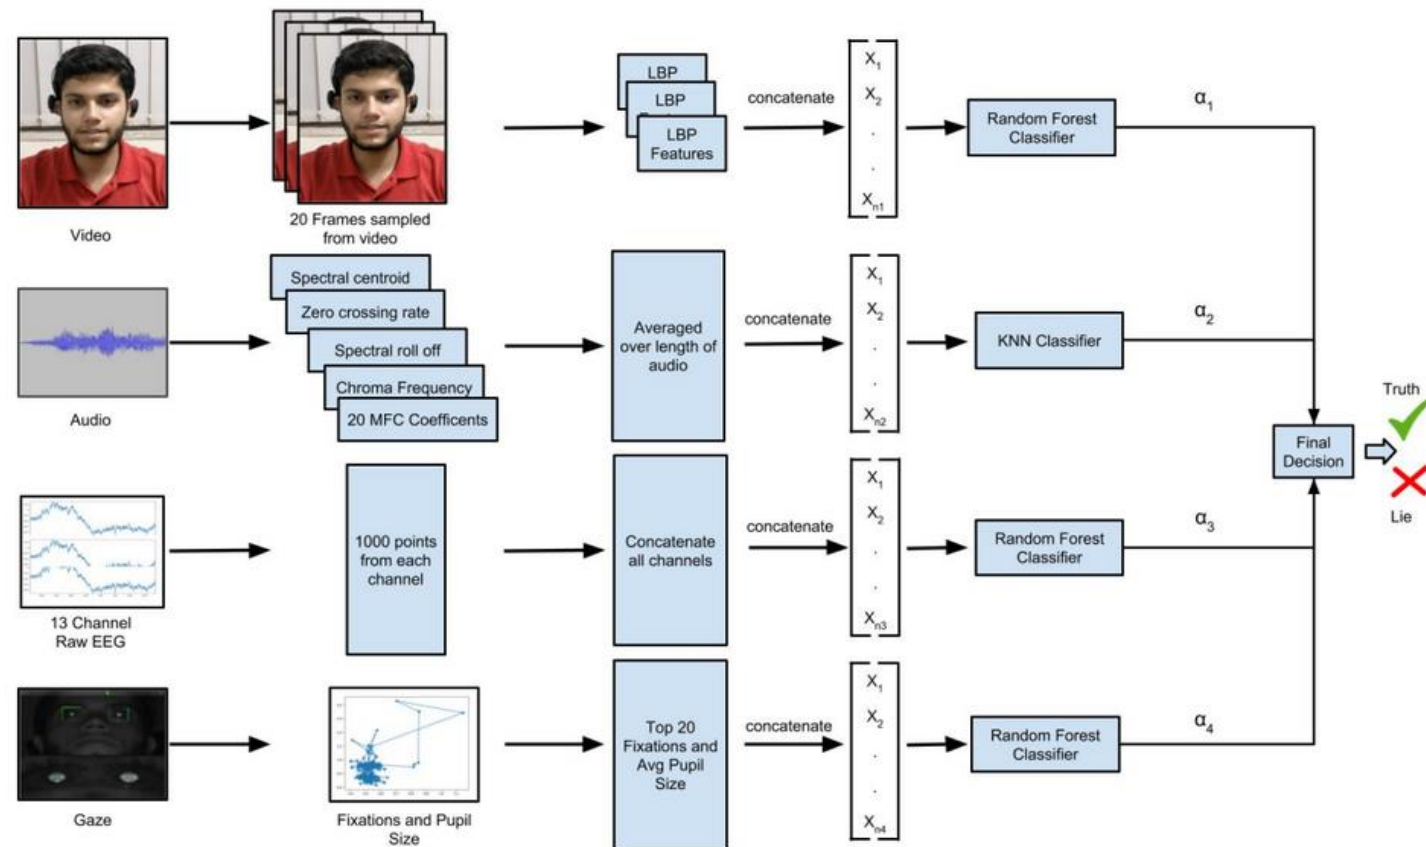 Video
20 Frames sampled
from video
LBP
LBP
LBP
Features
concatenate
X1
X2
.
.
.
Xn1
Random Forest
Classifier
α1
Audio
Spectral centroid
Zero crossing rate
Spectral roll off
Chroma Frequency
20 MFC Coefficents
Averaged
over length of
audio
concatenate
X1
X2
.
.
.
Xn2
KNN Classifier
α2
13 Channel
Raw EEG
1000 points
from each
channel
Concatenate
all channels
concatenate
X1
X2
.
.
.
Xn3
Random Forest
Classifier
α3
Gaze
Fixations and Pupil
Size
Top 20
Fixations and
Avg Pupil
Size
concatenate
X1
X2
.
.
.
Xn4
Random Forest
Classifier
α4
Final
Decision
Truth
Lie